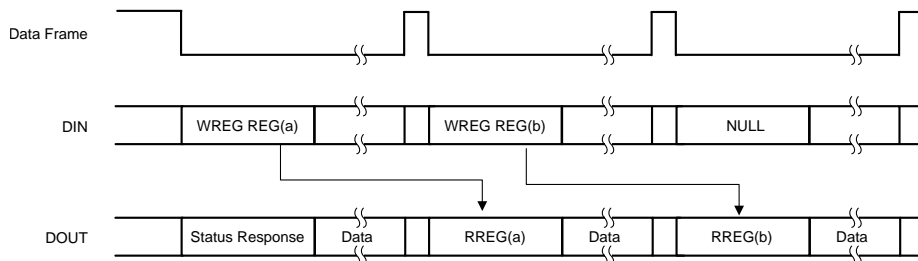 Data Frame
DIN
WREG REG(a)
WREG REG(b)
NULL
DOUT
Status Response
Data
RREG(a)
Data
RREG(b)
Data